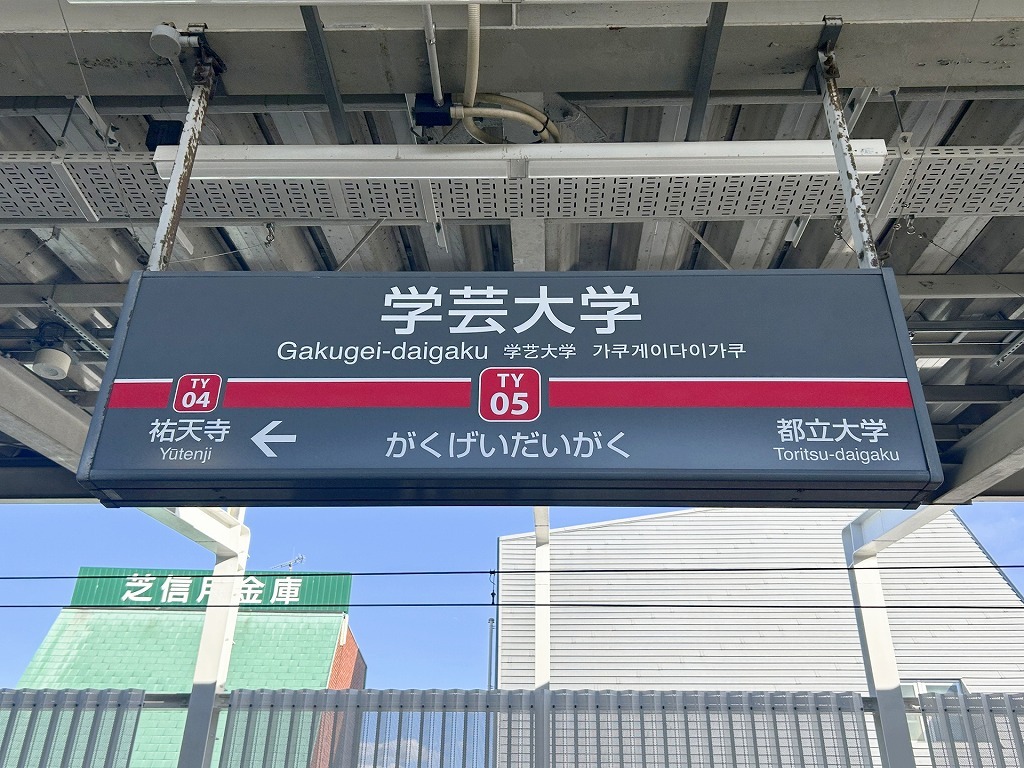 学芸大学
Gakugei-daigaku 学艺大学 가쿠게이다이가쿠
TY 04
TY 05
祐天寺
Yūtenji
←
がくげいだいがく
都立大学
Toritsu-daigaku
芝信用金庫